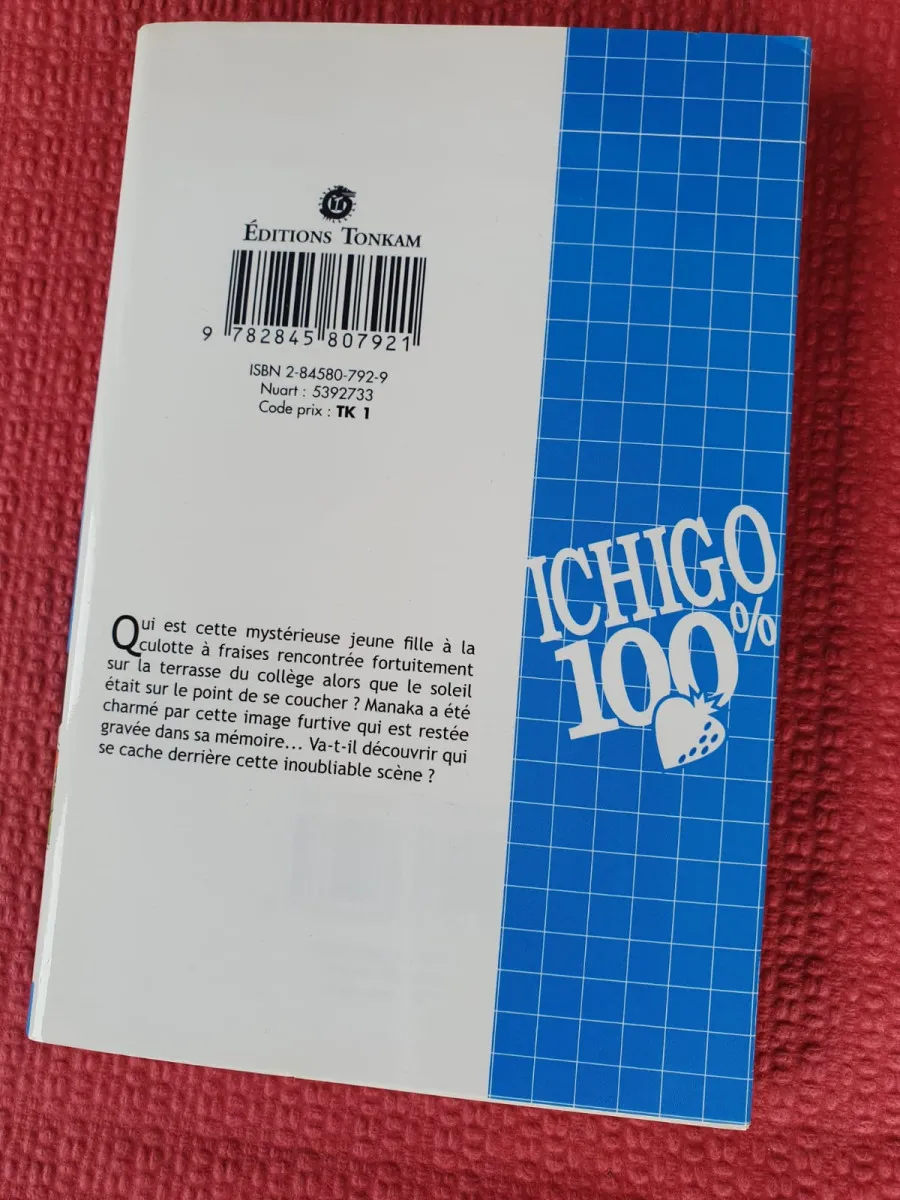 ÉDITIONS TONKAM
9 782845 807921
ISBN 2-84580-792-9
Nuart : 5392733
Code prix : TK 1
ICHIGO
100%
Qui est cette mystérieuse jeune fille à la
culotte à fraises rencontrée fortuitement
sur la terrasse du collège alors que le soleil
était sur le point de se coucher ? Manaka a été
charmé par cette image furtive qui est restée
gravée dans sa mémoire... Va-t-il découvrir qui
se cache derrière cette inoubliable scène ?